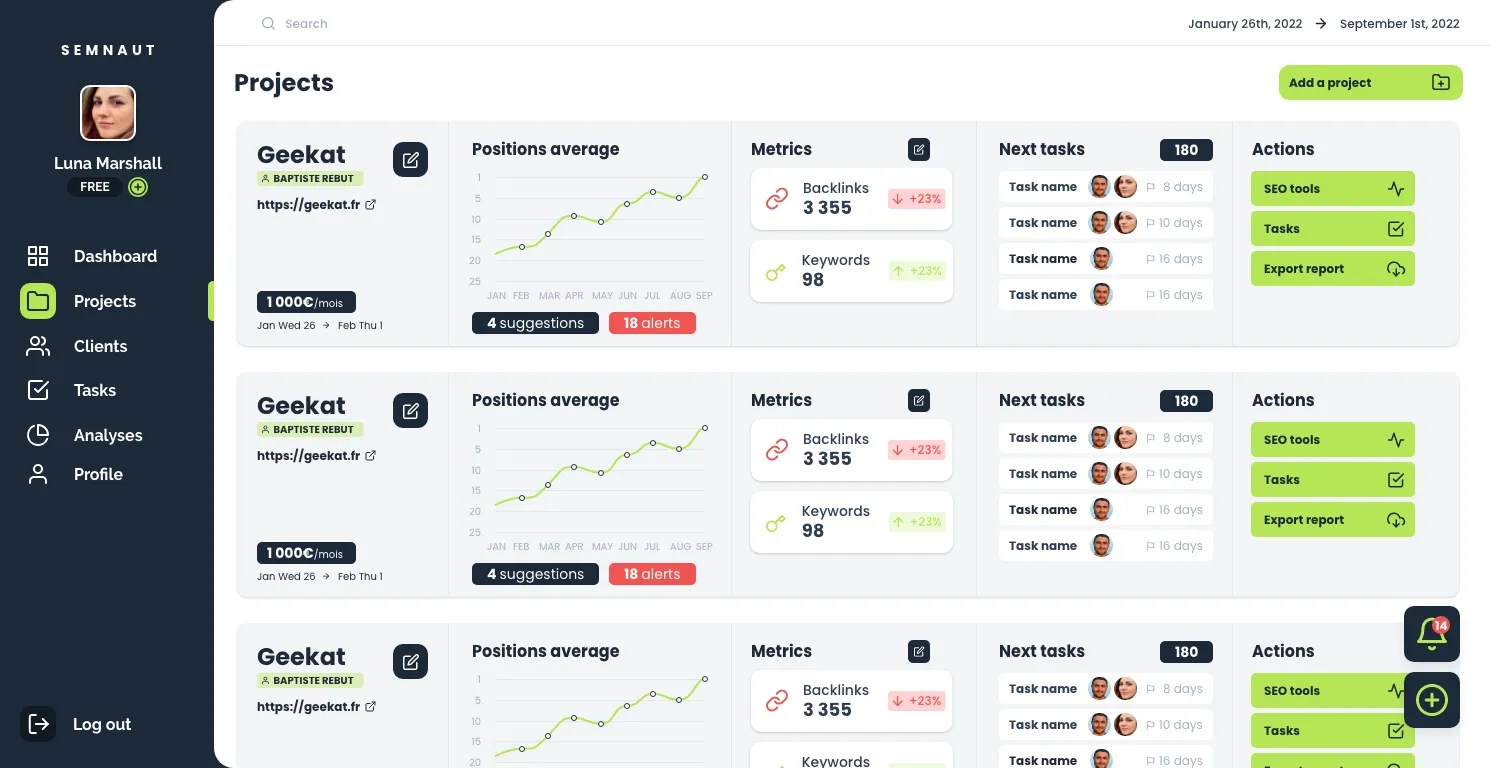 SEMNAUT
Luna Marshall
FREE
Dashboard
Projects
Clients
Tasks
Analyses
Profile
Log out
Search
January 26th, 2022 → September 1st, 2022
Projects
Add a project
Geekat
BAPTISTE REBUT
https://geekat.fr
1 000€/mois
Jan Wed 26 → Feb Thu 1
Positions average
1
5
10
15
20
25
JAN FEB MAR APR MAY JUN JUL AUG SEP
4 suggestions
18 alerts
Metrics
Backlinks
3 355
↓ +23%
Keywords
98
↑ +23%
Next tasks 180
Task name 8 days
Task name 10 days
Task name 16 days
Task name 16 days
Actions
SEO tools
Tasks
Export report
Geekat
BAPTISTE REBUT
https://geekat.fr
1 000€/mois
Jan Wed 26 → Feb Thu 1
Positions average
1
5
10
15
20
25
JAN FEB MAR APR MAY JUN JUL AUG SEP
4 suggestions
18 alerts
Metrics
Backlinks
3 355
↓ +23%
Keywords
98
↑ +23%
Next tasks 180
Task name 8 days
Task name 10 days
Task name 16 days
Task name 16 days
Actions
SEO tools
Tasks
Export report
Geekat
BAPTISTE REBUT
https://geekat.fr
Positions average
1
5
10
15
20
Metrics
Backlinks
3 355
↓ +23%
Keywords
Next tasks 180
Task name 8 days
Task name 10 days
Task name 16 days
Actions
SEO tools
Tasks
14